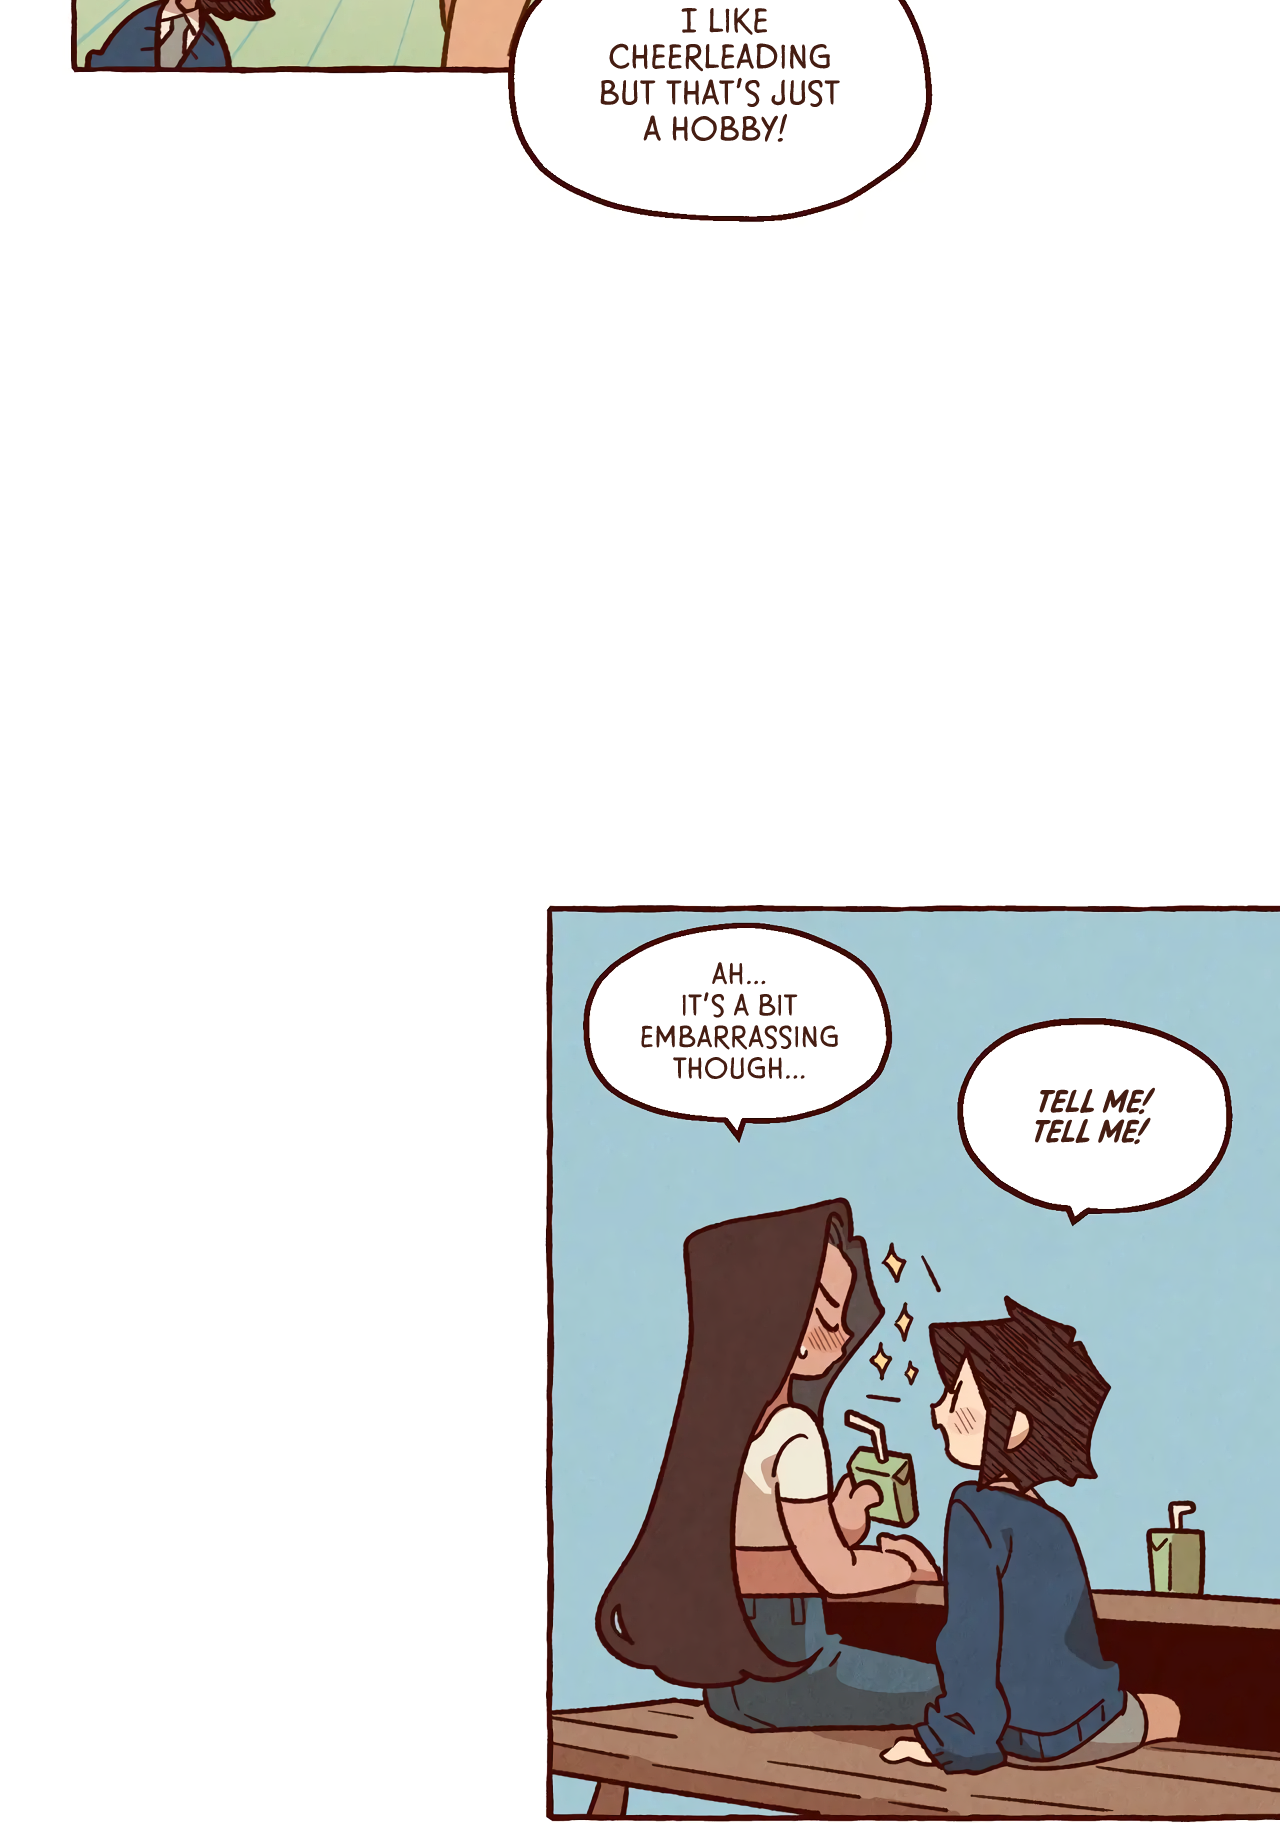 I LIKE
CHEERLEADING
BUT THAT'S JUST
A HOBBY!
AH...
IT'S A BIT
EMBARRASSING
THOUGH...
TELL ME!
TELL ME!